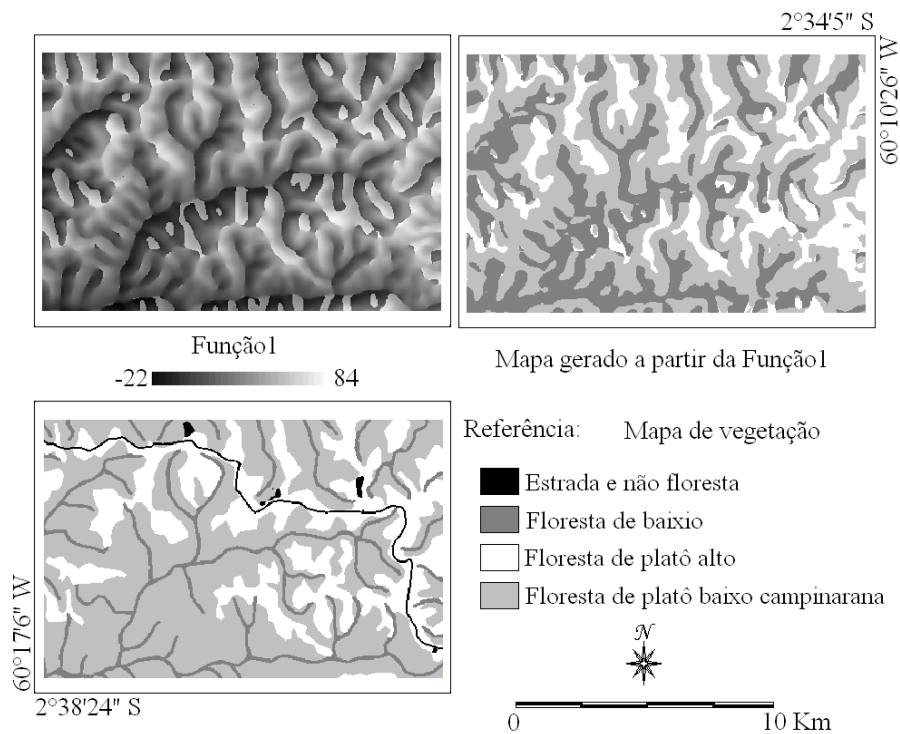 2°34'5" S
60°10'26" W
Função1
-22 84
Mapa gerado a partir da Função1
Referência: Mapa de vegetação
Estrada e não floresta
Floresta de baixio
Floresta de platô alto
Floresta de platô baixo campinarana
60°17'6" W
2°38'24" S
N
0 10 Km